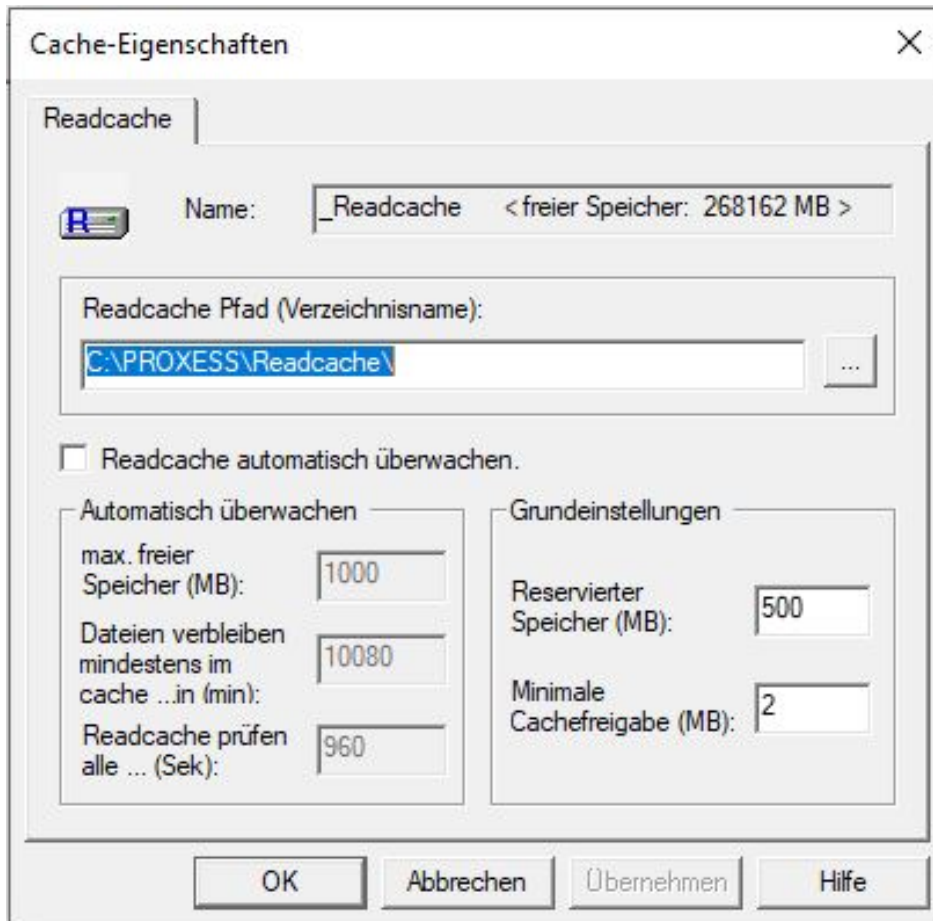 Cache-Eigenschaften
Readcache
R
Name:
_Readcache < freier Speicher: 268162 MB >
Readcache Pfad (Verzeichnisname):
C:\PROXESS\Readcache\
...
Readcache automatisch überwachen.
Automatisch überwachen
max. freier
Speicher (MB):
1000
Dateien verbleiben
mindestens im
cache ...in (min):
10080
Readcache prüfen
alle ... (Sek):
960
Grundeinstellungen
Reservierter
Speicher (MB):
500
Minimale
Cachefreigabe (MB):
2
OK
Abbrechen
Übernehmen
Hilfe